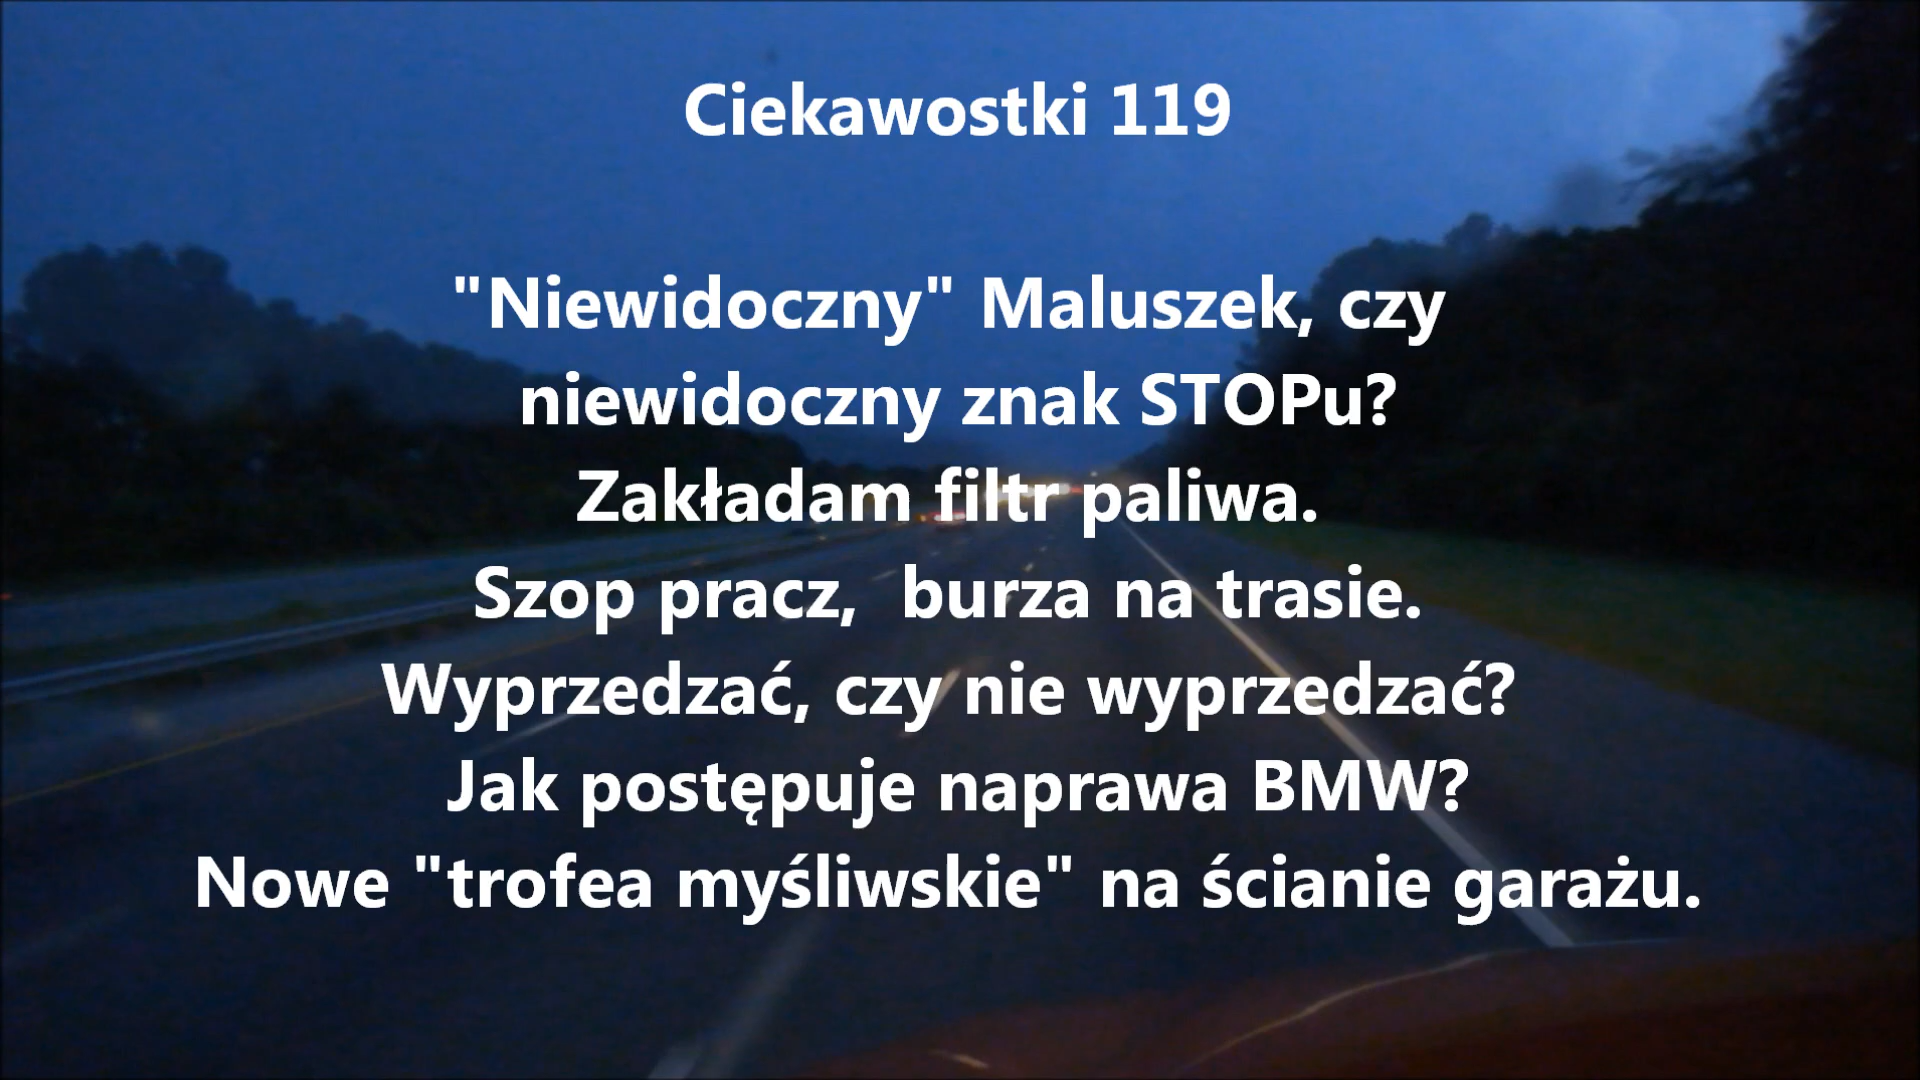 Ciekawostki 119
"Niewidoczny" Maluszek, czy
niewidoczny znak STOPu?
Zakładam filtr paliwa.
Szop pracz,  burza na trasie.
Wyprzedzać, czy nie wyprzedzać?
Jak postępuje naprawa BMW?
Nowe "trofea myśliwskie" na ścianie garażu.